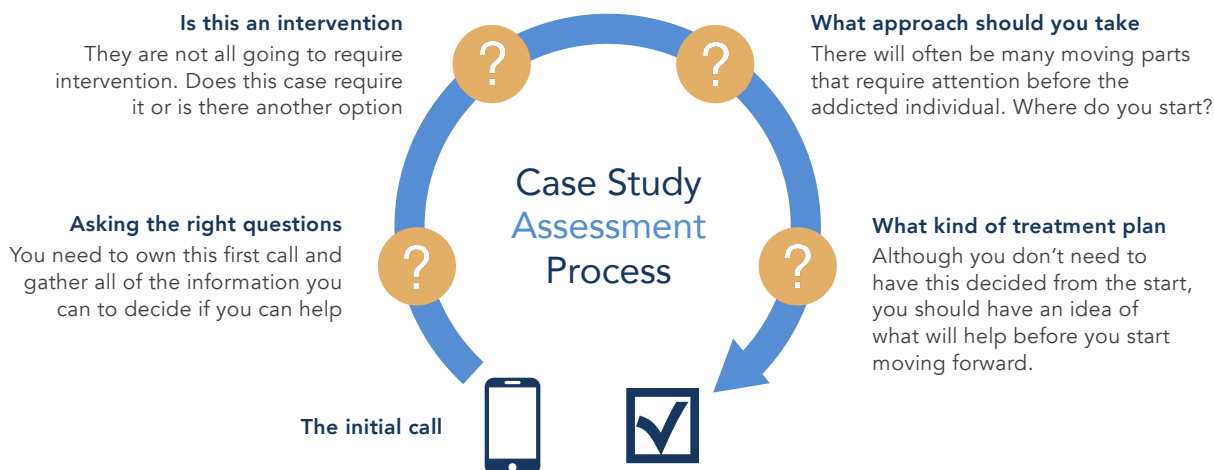 Is this an intervention
They are not all going to require
intervention. Does this case require
it or is there another option
What approach should you take
There will often be many moving parts
that require attention before the
addicted individual. Where do you start?
?
?
Case Study
Assessment
Process
Asking the right questions
You need to own this first call and
gather all of the information you
can to decide if you can help
?
?
What kind of treatment plan
Although you don’t need to
have this decided from the start,
you should have an idea of
what will help before you start
moving forward.
The initial call